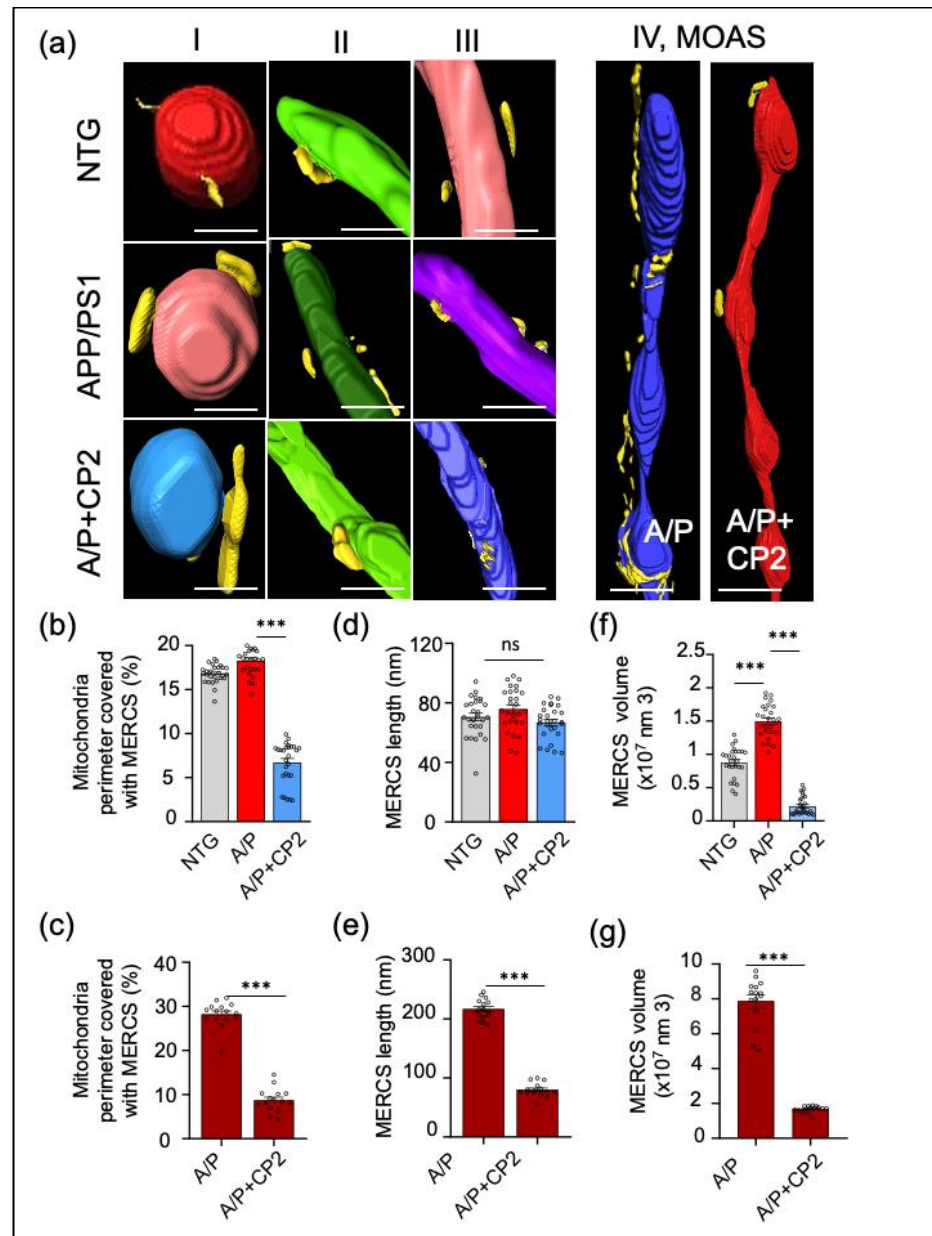 (a)
I
II
III
IV, MOAS
NTG
APP/PS1
A/P+CP2
A/P
A/P+
CP2
(b)
Mitochondria
perimeter covered
with MERCS (%)
20
15
10
5
0
***
NTG
A/P
A/P+CP2
(d)
MERCS length (nm)
120
80
40
0
ns
NTG
A/P
A/P+CP2
(f)
MERCS volume
(x10⁷ nm 3)
2.5
2
1.5
1
0.5
0
***
***
NTG
A/P
A/P+CP2
(c)
Mitochondria
perimeter covered
with MERCS (%)
40
30
20
10
0
***
A/P
A/P+CP2
(e)
MERCS length (nm)
300
200
100
0
***
A/P
A/P+CP2
(g)
MERCS volume
(x10⁷ nm 3)
10
8
6
4
2
0
***
A/P
A/P+CP2